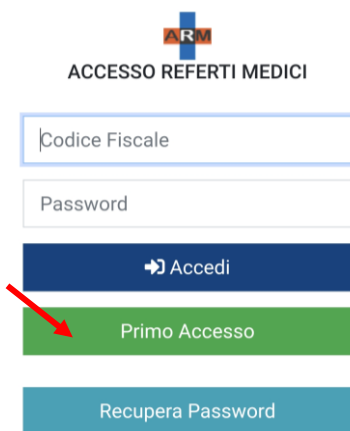 ARM
ACCESSO REFERTI MEDICI
Codice Fiscale
Password
Accedi
Primo Accesso
Recupera Password